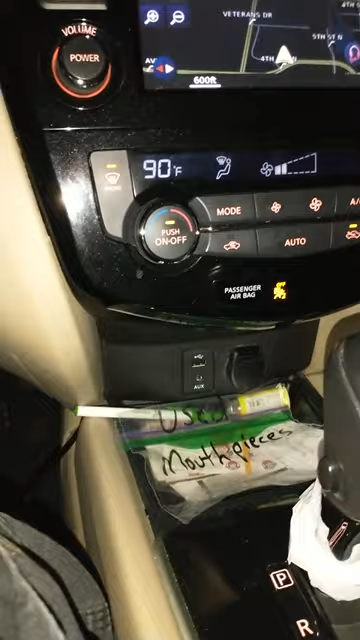 VETERANS DR
5TH ST N
4TH
600ft
VOLUME
POWER
90°F
FRONT
MODE
A/
PUSH
ON·OFF
AUTO
PASSENGER
AIR BAG
AUX
Used
Mouthpieces
P
R